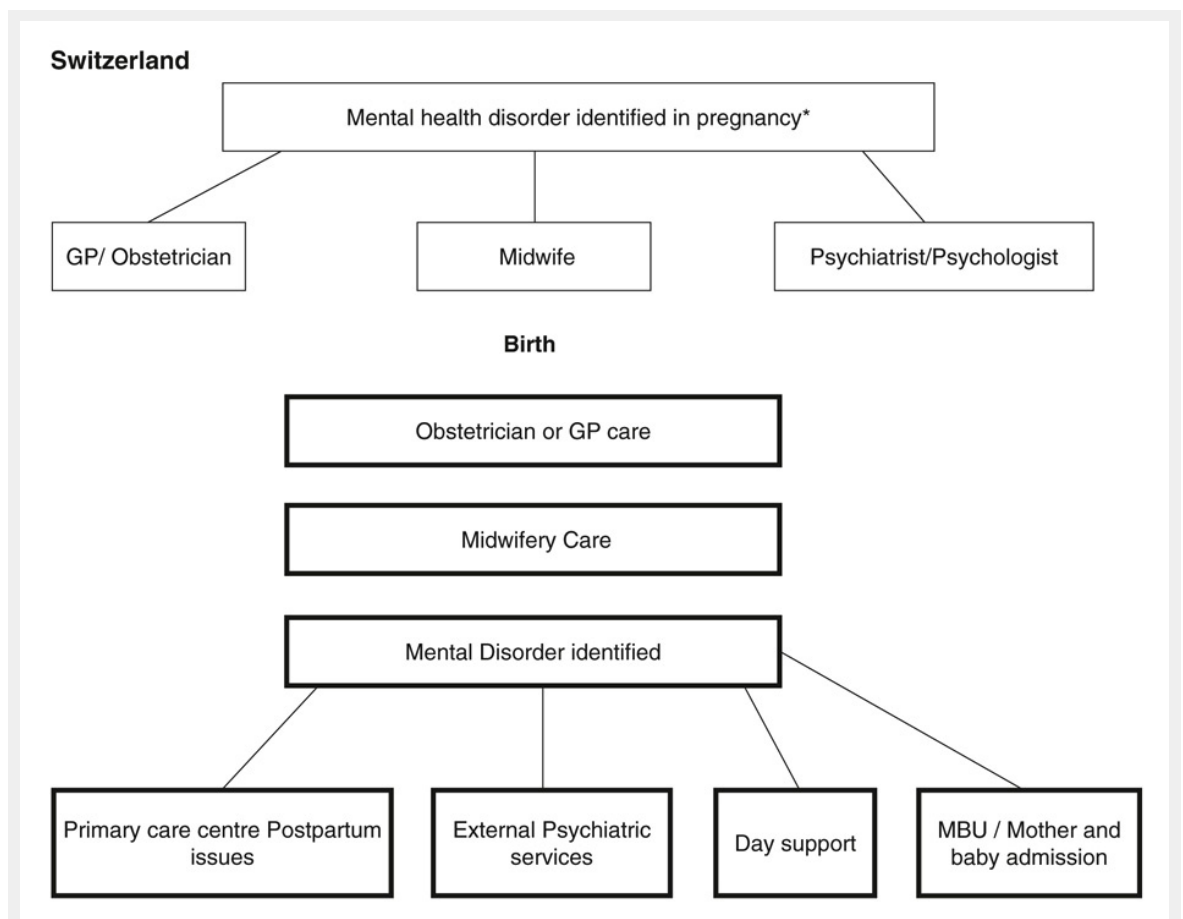 Switzerland
Mental health disorder identified in pregnancy*
GP/ Obstetrician
Midwife
Psychiatrist/Psychologist
Birth
Obstetrician or GP care
Midwifery Care
Mental Disorder identified
Primary care centre Postpartum
issues
External Psychiatric
services
Day support
MBU / Mother and
baby admission